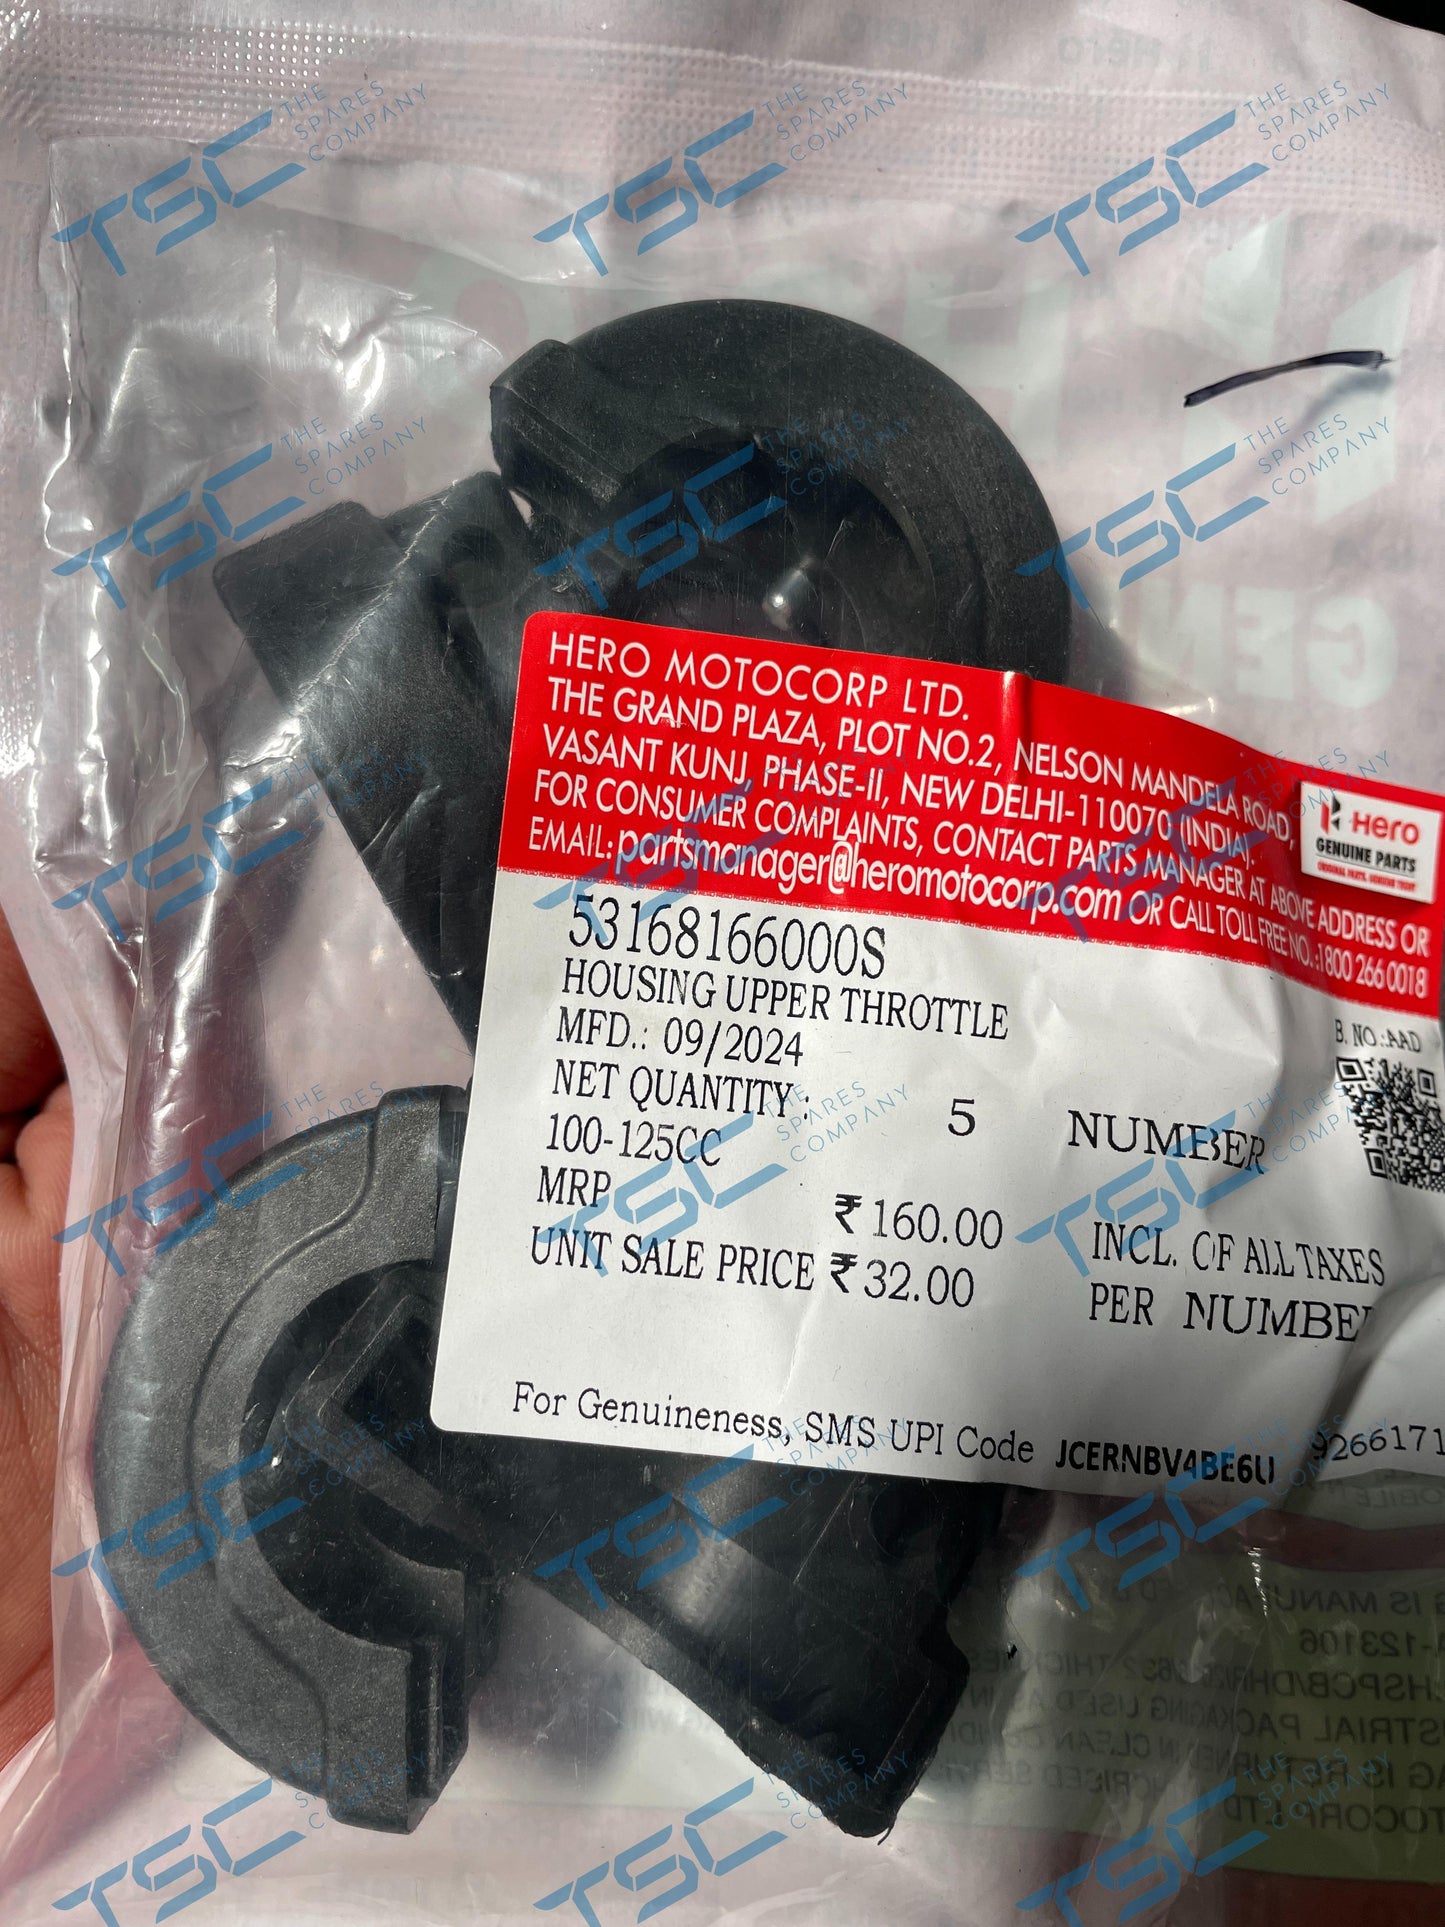 HERO MOTOCORP LTD.
THE GRAND PLAZA, PLOT NO.2, NELSON MANDELA ROAD,
VASANT KUNJ, PHASE-II, NEW DELHI-110070 (INDIA).
FOR CONSUMER COMPLAINTS, CONTACT PARTS MANAGER AT ABOVE ADDRESS OR
EMAIL: partsmanager@heromotocorp.com OR CALL TOLL FREE NO.:1800 266 0018
Hero
GENUINE PARTS
53168166000S
HOUSING UPPER THROTTLE
MFD.: 09/2024
B. NO.:AAD
NET QUANTITY: 5 NUMBER
100-125CC
MRP ₹160.00 INCL. OF ALL TAXES
UNIT SALE PRICE ₹32.00 PER NUMBER
For Genuineness, SMS UPI Code JCERNBV4BE6U 9266171
TSC THE SPARES COMPANY